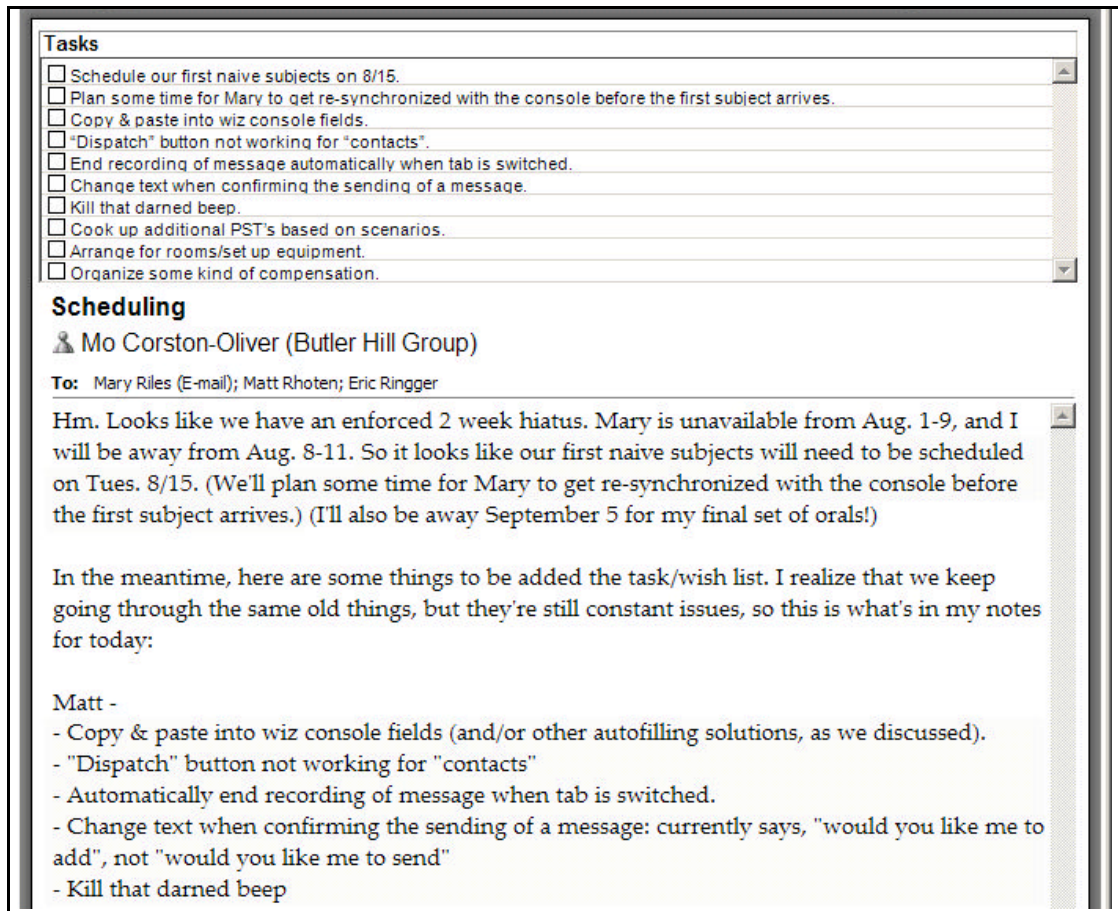 Tasks
Schedule our first naive subjects on 8/15.
Plan some time for Mary to get re-synchronized with the console before the first subject arrives.
Copy & paste into wiz console fields.
“Dispatch” button not working for “contacts”.
End recording of message automatically when tab is switched.
Change text when confirming the sending of a message.
Kill that darned beep.
Cook up additional PST's based on scenarios.
Arrange for rooms/set up equipment.
Organize some kind of compensation.
Scheduling
Mo Corston-Oliver (Butler Hill Group)
To: Mary Riles (E-mail); Matt Rhoten; Eric Ringger
Hm. Looks like we have an enforced 2 week hiatus. Mary is unavailable from Aug. 1-9, and I
will be away from Aug. 8-11. So it looks like our first naive subjects will need to be scheduled
on Tues. 8/15. (We'll plan some time for Mary to get re-synchronized with the console before
the first subject arrives.) (I'll also be away September 5 for my final set of orals!)
In the meantime, here are some things to be added the task/wish list. I realize that we keep
going through the same old things, but they're still constant issues, so this is what's in my notes
for today:
Matt -
- Copy & paste into wiz console fields (and/or other autofilling solutions, as we discussed).
- "Dispatch" button not working for "contacts"
- Automatically end recording of message when tab is switched.
- Change text when confirming the sending of a message: currently says, "would you like me to
add", not "would you like me to send"
- Kill that darned beep